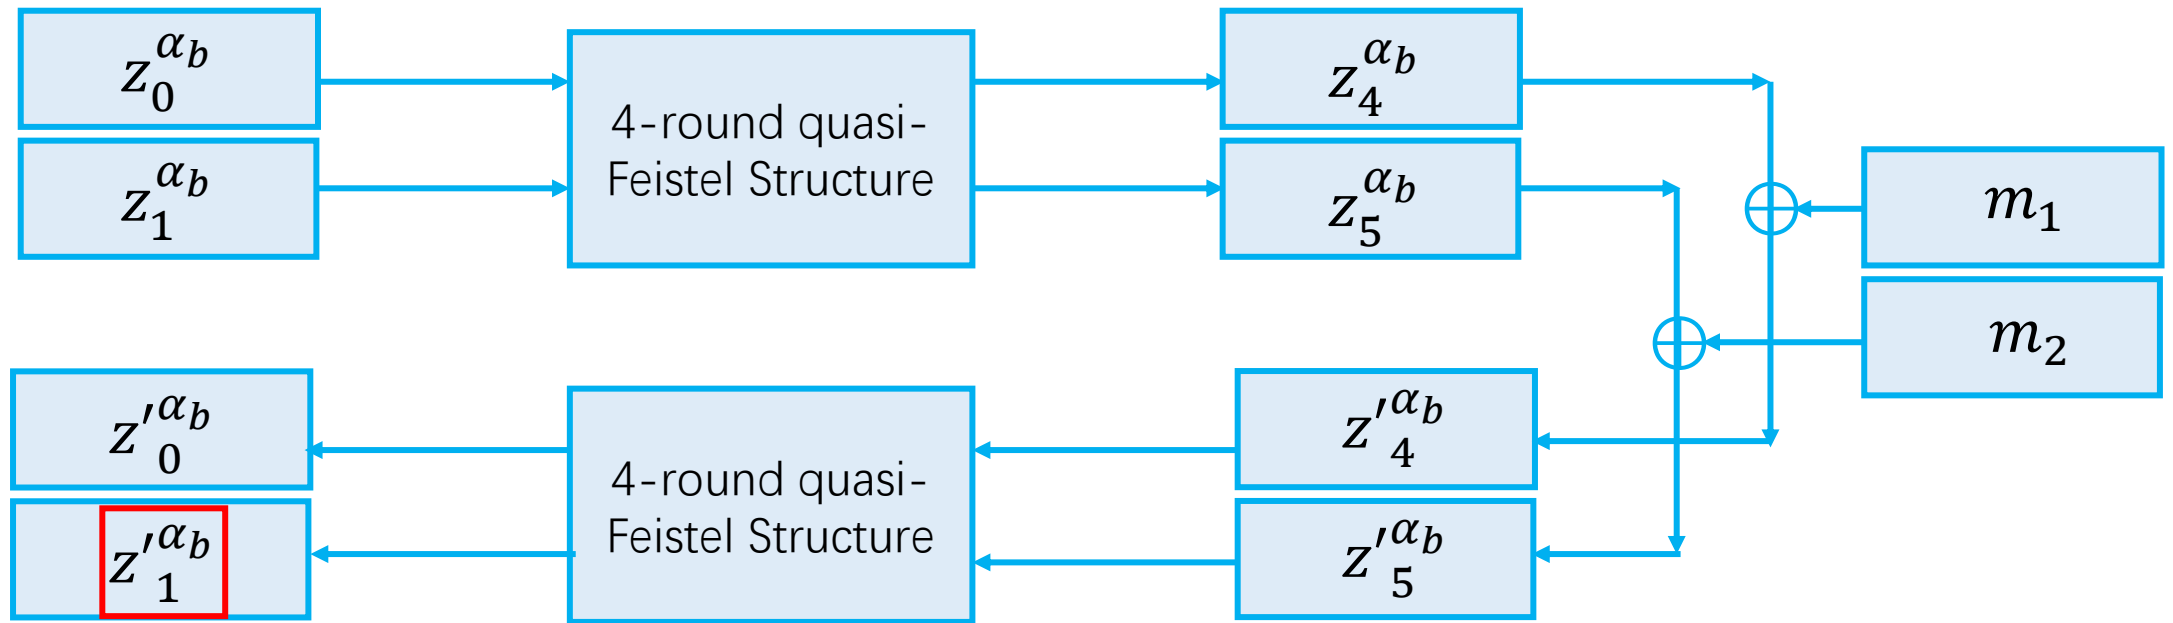 z_0^{α_b}
z_1^{α_b}
4-round quasi-
Feistel Structure
z_4^{α_b}
z_5^{α_b}
m_1
m_2
z'_0^{α_b}
z'_1^{α_b}
4-round quasi-
Feistel Structure
z'_4^{α_b}
z'_5^{α_b}